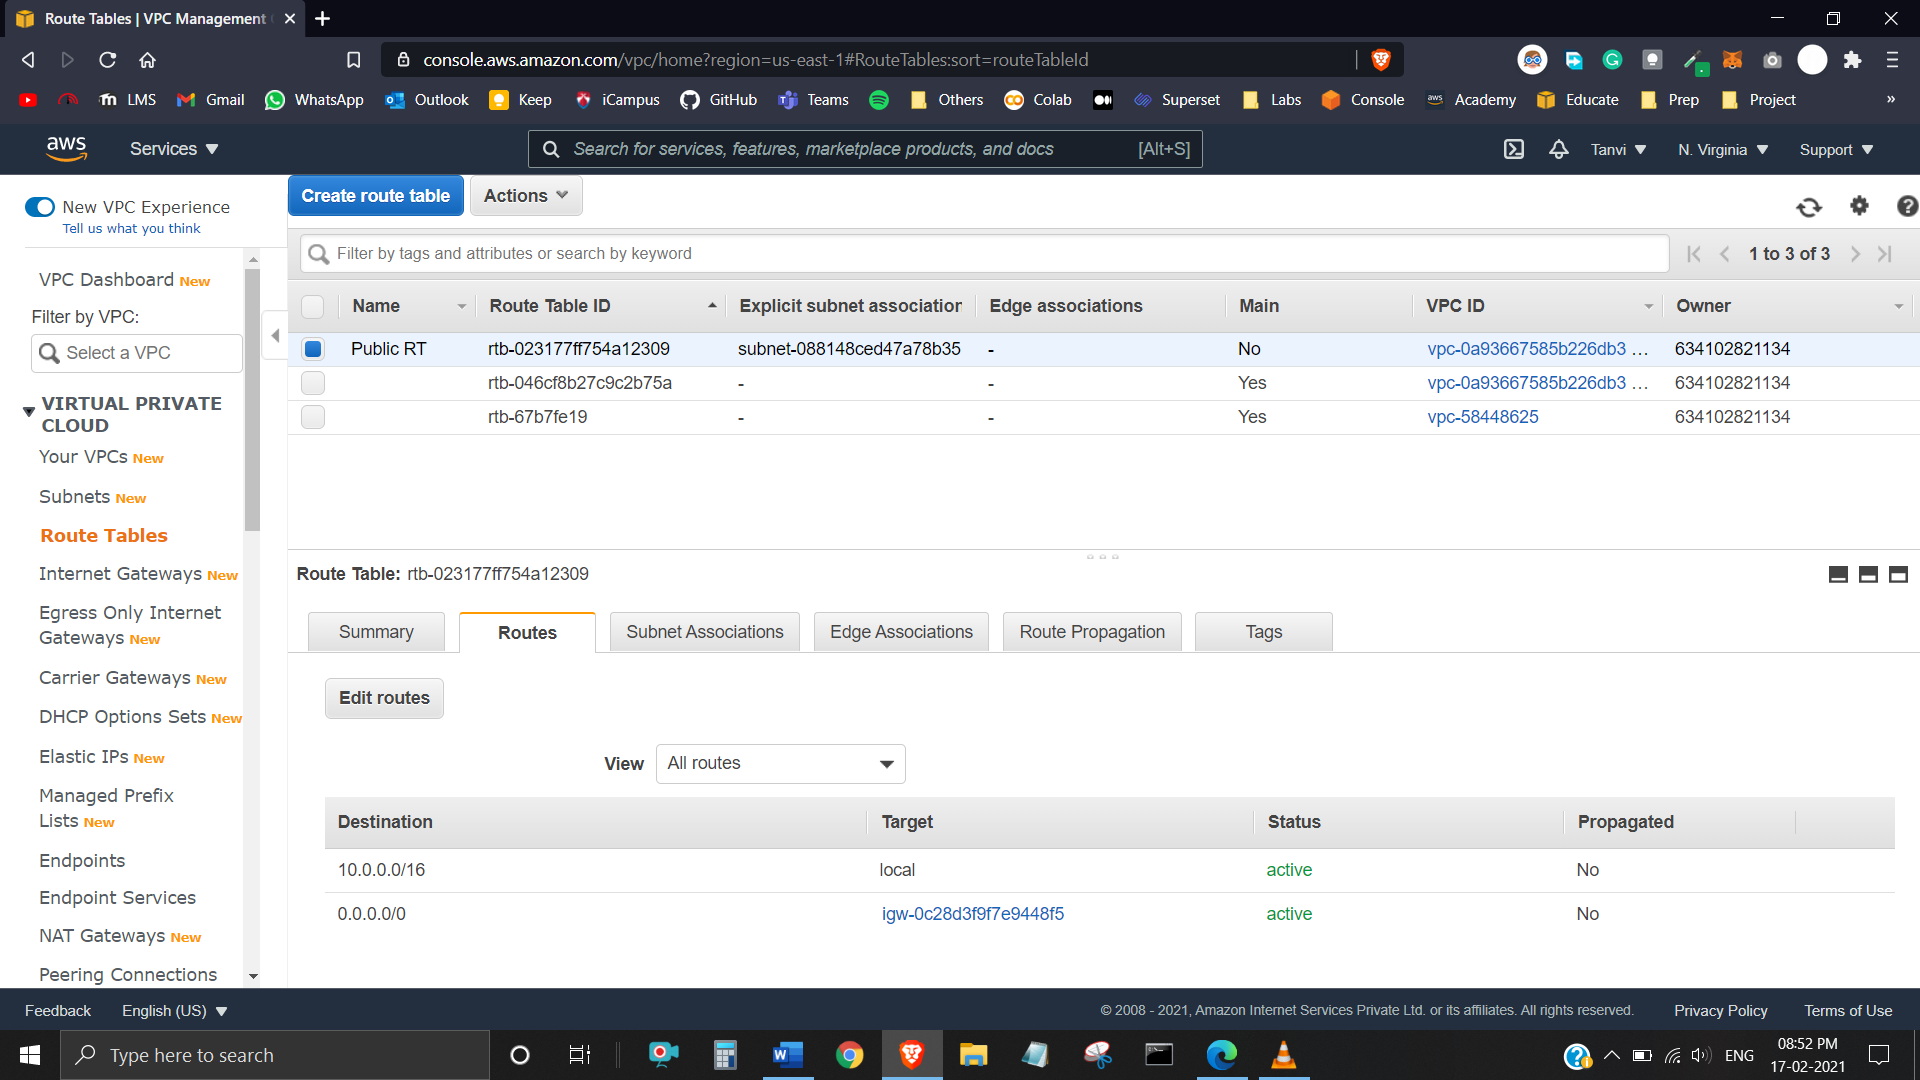 Route Tables | VPC Management
console.aws.amazon.com/vpc/home?region=us-east-1#RouteTables:sort=routeTableId
LMS Gmail WhatsApp Outlook Keep iCampus GitHub Teams Others Colab Superset Labs Console Academy Educate Prep Project »
aws Services Search for services, features, marketplace products, and docs [Alt+S] Tanvi N. Virginia Support
New VPC Experience
Tell us what you think
Create route table Actions
VPC Dashboard New
Filter by VPC:
Select a VPC
VIRTUAL PRIVATE
CLOUD
Your VPCs New
Subnets New
Route Tables
Internet Gateways New
Egress Only Internet
Gateways New
Carrier Gateways New
DHCP Options Sets New
Elastic IPs New
Managed Prefix
Lists New
Endpoints
Endpoint Services
NAT Gateways New
Peering Connections
Filter by tags and attributes or search by keyword 1 to 3 of 3
Name Route Table ID Explicit subnet association Edge associations Main VPC ID Owner
Public RT rtb-023177ff754a12309 subnet-088148ced47a78b35 - No vpc-0a93667585b226db3 ... 634102821134
rtb-046cf8b27c9c2b75a - - Yes vpc-0a93667585b226db3 ... 634102821134
rtb-67b7fe19 - - Yes vpc-58448625 634102821134
Route Table: rtb-023177ff754a12309
Summary Routes Subnet Associations Edge Associations Route Propagation Tags
Edit routes
View All routes
Destination Target Status Propagated
10.0.0.0/16 local active No
0.0.0.0/0 igw-0c28d3f9f7e9448f5 active No
Feedback English (US) © 2008 - 2021, Amazon Internet Services Private Ltd. or its affiliates. All rights reserved. Privacy Policy Terms of Use
Type here to search ENG 08:52 PM
17-02-2021